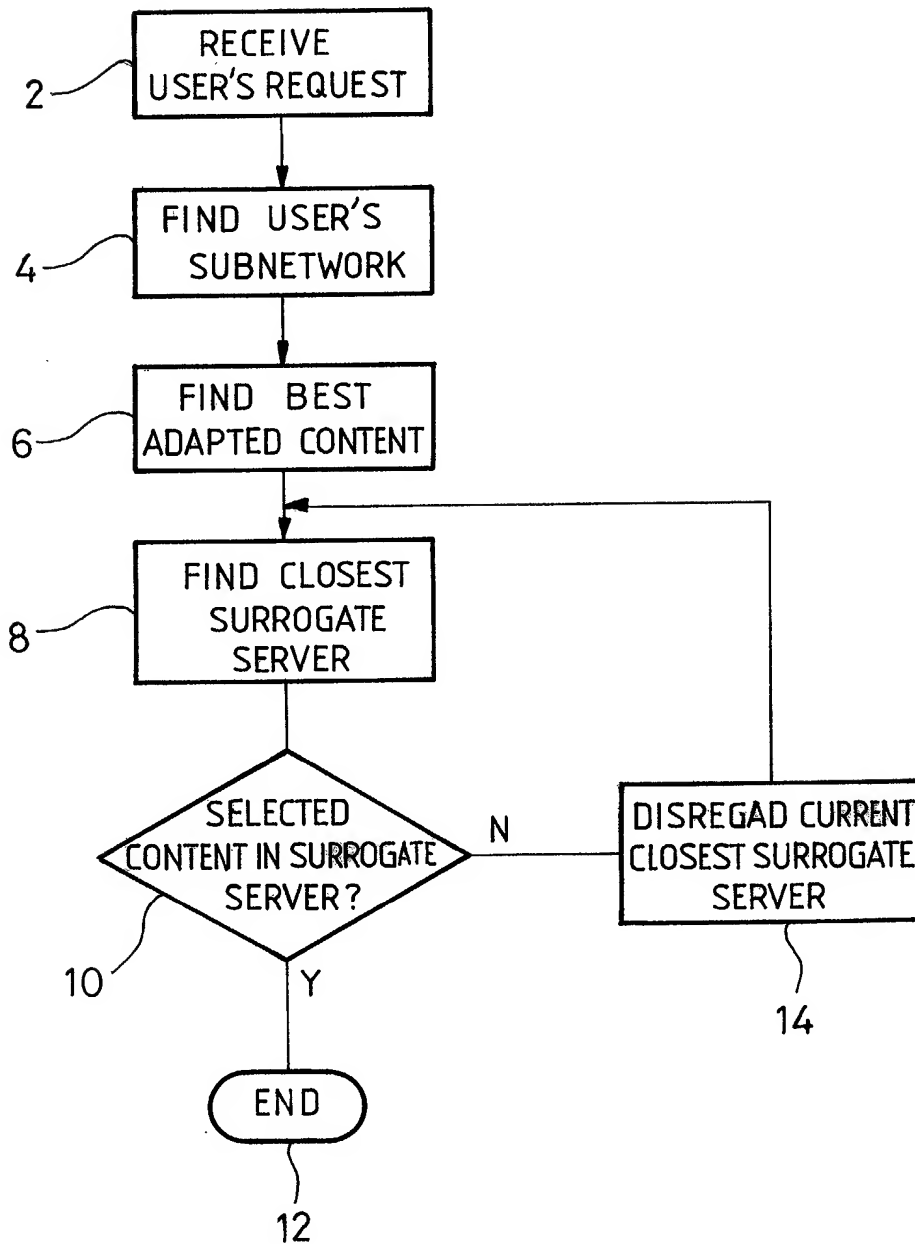 RECEIVE
USER'S REQUEST
2
FIND USER'S
SUBNETWORK
4
FIND BEST
ADAPTED CONTENT
6
FIND CLOSEST
SURROGATE
SERVER
8
SELECTED
CONTENT IN SURROGATE
SERVER?
10
N
DISREGAD CURRENT
CLOSEST SURROGATE
SERVER
14
Y
END
12